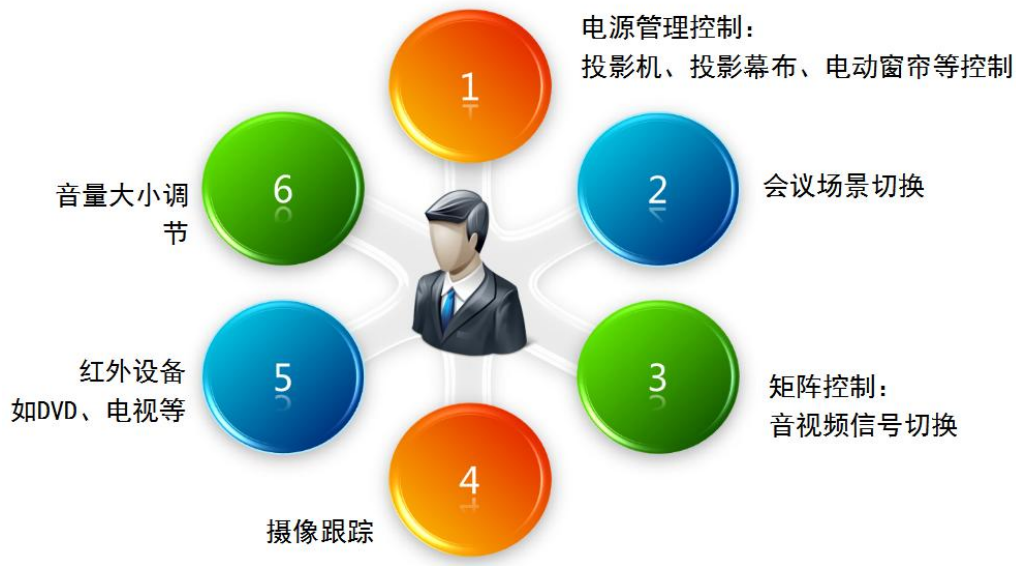 1
电源管理控制：
投影机、投影幕布、电动窗帘等控制
2
会议场景切换
3
矩阵控制：
音视频信号切换
4
摄像跟踪
5
红外设备
如DVD、电视等
6
音量大小调
节